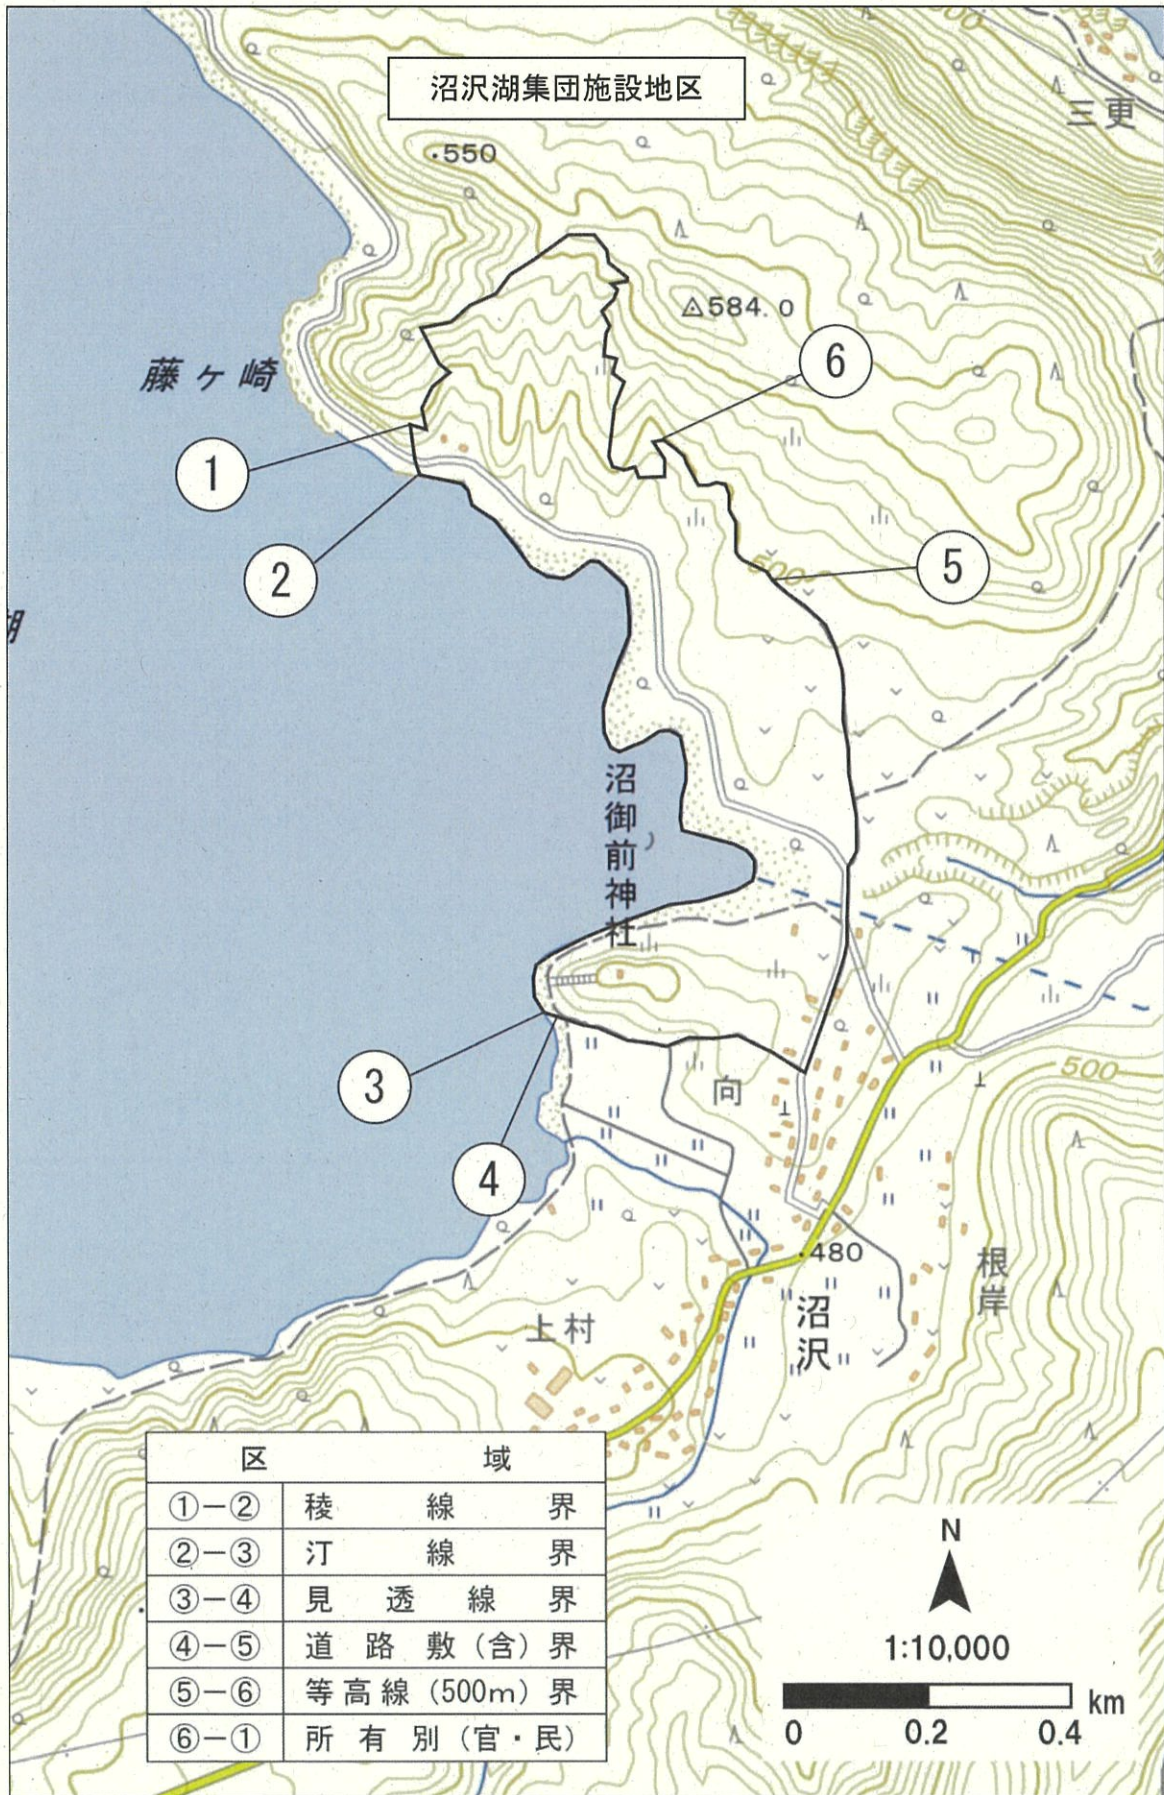 沼沢湖集団施設地区
500
三更
・550
584.0
藤ヶ崎
6
1
5
2
500
湖
沼御前神社
3
向
500
4
・480
根岸
沼沢
上村
区 域
①－② 稜線界
②－③ 汀線界
③－④ 見透線界
④－⑤ 道路敷（含）界
⑤－⑥ 等高線（500m）界
⑥－① 所有別（官・民）
N
1:10,000
km
0 0.2 0.4